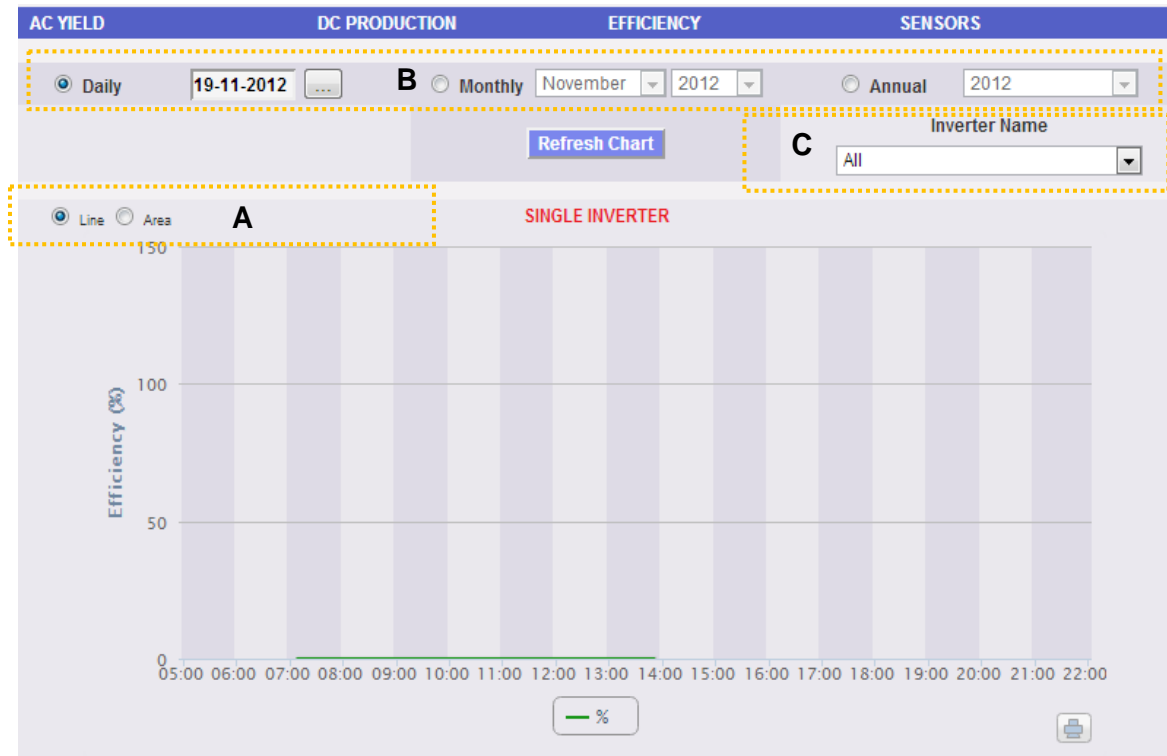 AC YIELD DC PRODUCTION EFFICIENCY SENSORS
Daily 19-11-2012 ... B Monthly November 2012 Annual 2012
Inverter Name
Refresh Chart C All
Line Area A SINGLE INVERTER
150
100
50
0
Efficiency (%)
05:00 06:00 07:00 08:00 09:00 10:00 11:00 12:00 13:00 14:00 15:00 16:00 17:00 18:00 19:00 20:00 21:00 22:00
%